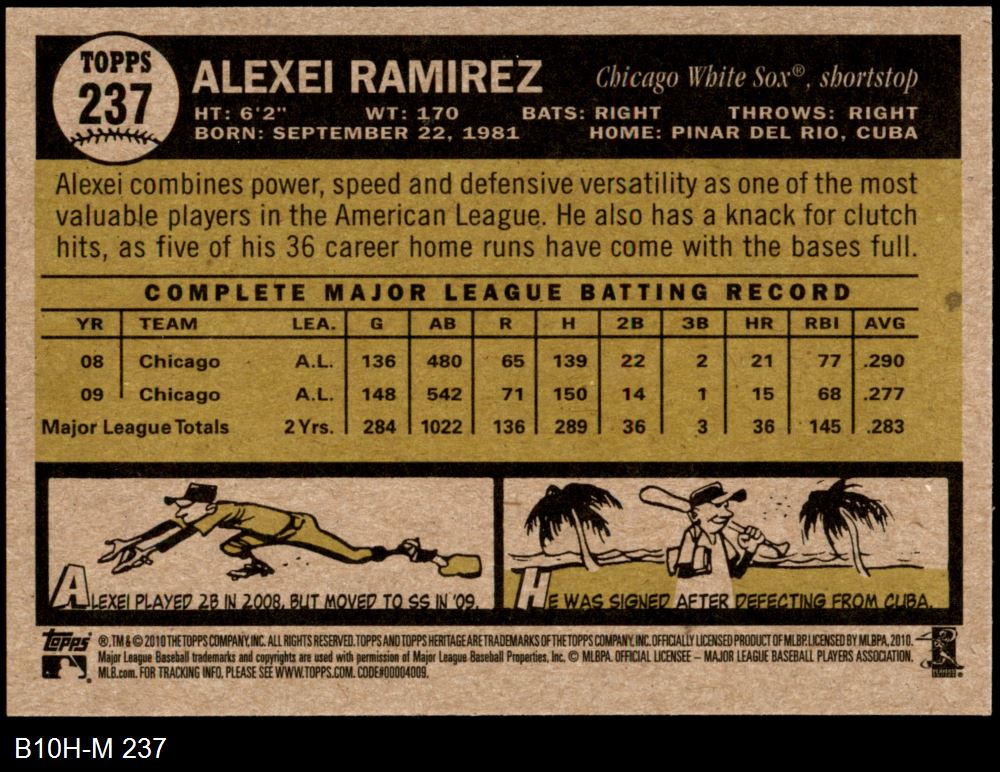 TOPPS
237
ALEXEI RAMIREZ
Chicago White Sox®, shortstop
HT: 6'2" WT: 170 BATS: RIGHT THROWS: RIGHT
BORN: SEPTEMBER 22, 1981 HOME: PINAR DEL RIO, CUBA
Alexei combines power, speed and defensive versatility as one of the most
valuable players in the American League. He also has a knack for clutch
hits, as five of his 36 career home runs have come with the bases full.
COMPLETE MAJOR LEAGUE BATTING RECORD
YR TEAM LEA. G AB R H 2B 3B HR RBI AVG
08 Chicago A.L. 136 480 65 139 22 2 21 77 .290
09 Chicago A.L. 148 542 71 150 14 1 15 68 .277
Major League Totals 2 Yrs. 284 1022 136 289 36 3 36 145 .283
ALEXEI PLAYED 2B IN 2008, BUT MOVED TO SS IN '09.
HE WAS SIGNED AFTER DEFECTING FROM CUBA.
Topps ®, TM & © 2010 THE TOPPS COMPANY, INC. ALL RIGHTS RESERVED. TOPPS AND TOPPS HERITAGE ARE TRADEMARKS OF THE TOPPS COMPANY, INC. OFFICIALLY LICENSED PRODUCT OF MLBP. LICENSED BY MLBPA, 2010.
Major League Baseball trademarks and copyrights are used with permission of Major League Baseball Properties, Inc. © MLBPA. OFFICIAL LICENSEE – MAJOR LEAGUE BASEBALL PLAYERS ASSOCIATION.
MLB.com. FOR TRACKING INFO, PLEASE SEE WWW.TOPPS.COM. CODE#00004009.
B10H-M 237